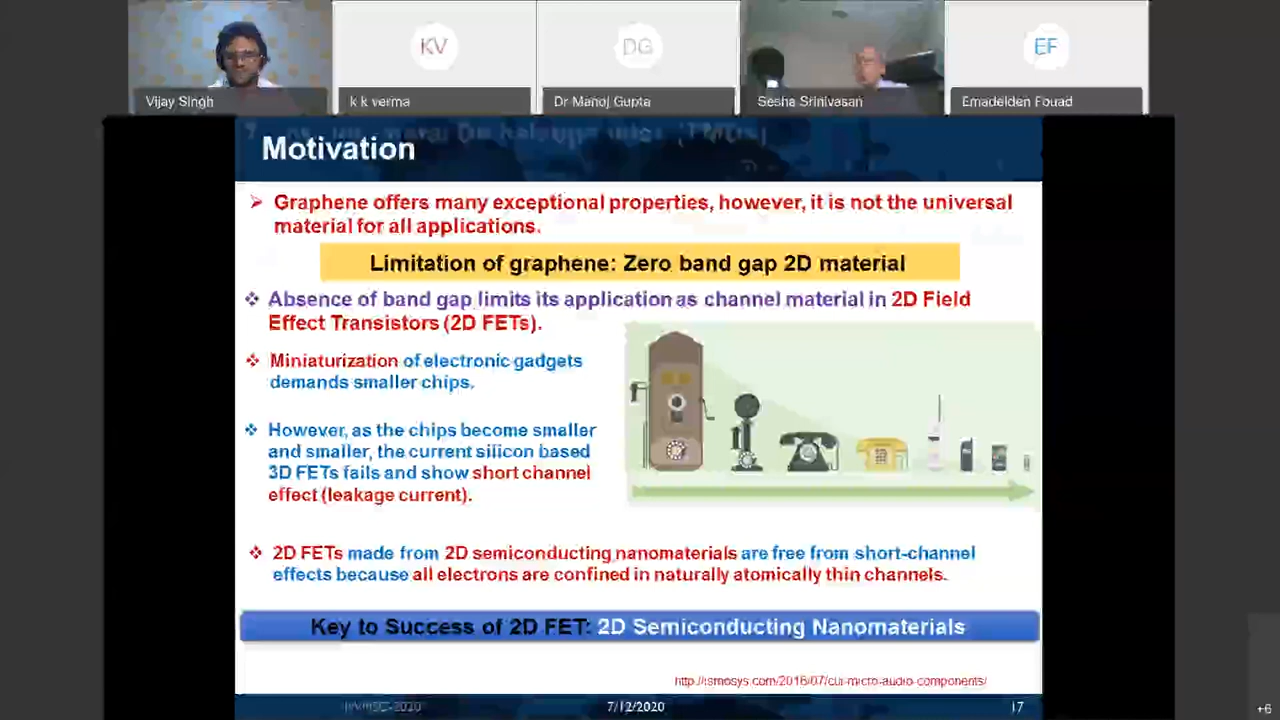 KV
DG
EF
Vijay Singh
k k verma
Dr Manoj Gupta
Sesha Srinivasan
Emadelden Fouad
Motivation
Graphene offers many exceptional properties, however, it is not the universal
material for all applications.
Limitation of graphene: Zero band gap 2D material
Absence of band gap limits its application as channel material in 2D Field
Effect Transistors (2D FETs).
Miniaturization of electronic gadgets
demands smaller chips.
However, as the chips become smaller
and smaller, the current silicon based
3D FETs fails and show short channel
effect (leakage current).
2D FETs made from 2D semiconducting nanomaterials are free from short-channel
effects because all electrons are confined in naturally atomically thin channels.
Key to Success of 2D FET: 2D Semiconducting Nanomaterials
http://ismosys.com/2016/07/cui-micro-audio-components/
7/12/2020
17
+6